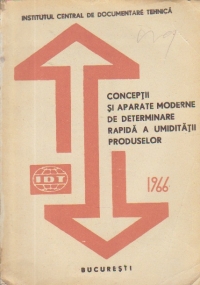 INSTITUTUL CENTRAL DE DOCUMENTARE TEHNICĂ
CONCEPȚII
ȘI APARATE MODERNE
DE DETERMINARE
RAPIDĂ A UMIDITĂȚII
PRODUSELOR
IDT
1966
BUCUREȘTI